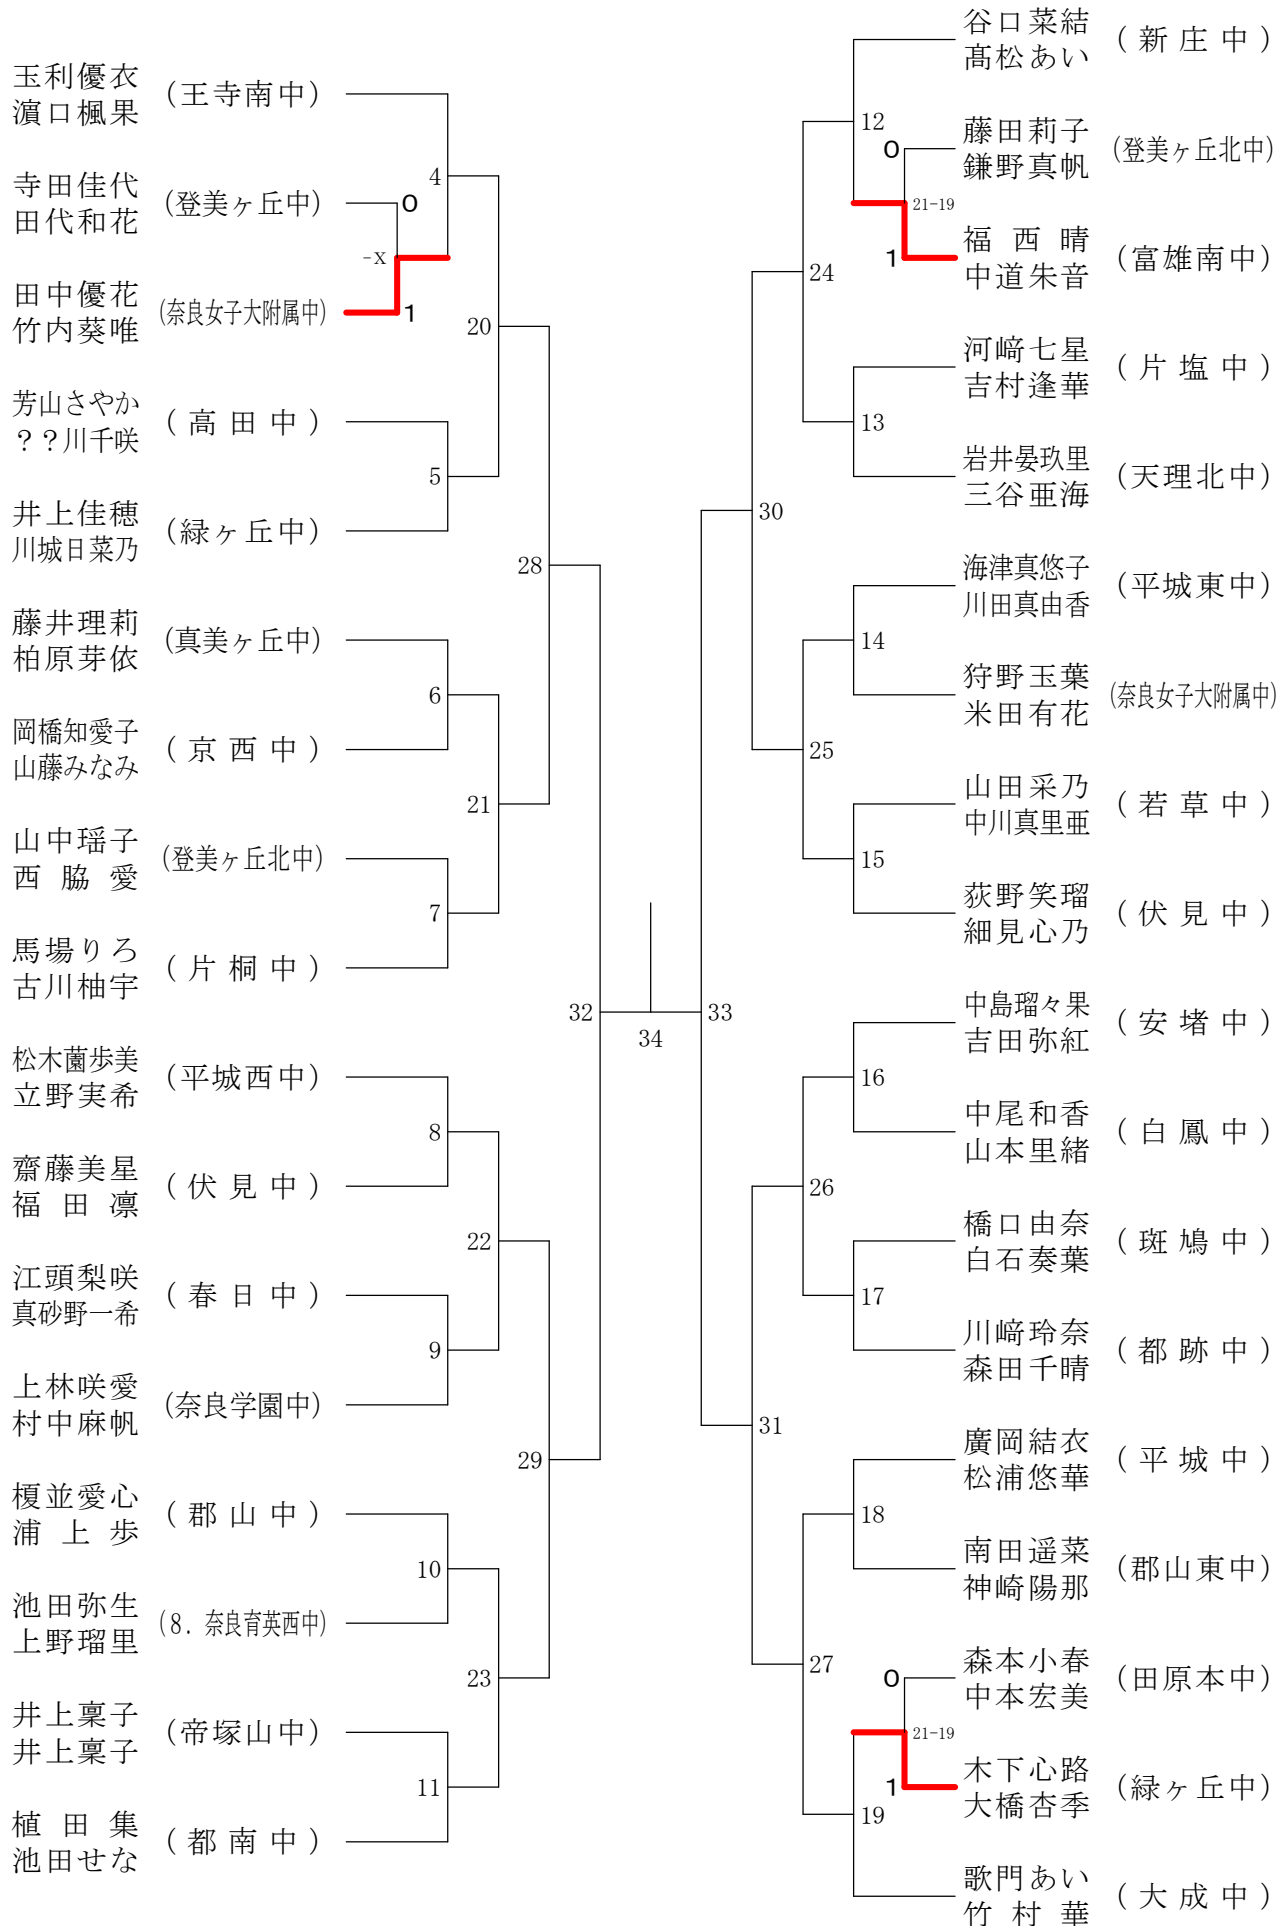 玉利優衣
濵口楓果
(王寺南中)
4
寺田佳代
田代和花
(登美ヶ丘中)
0
-X
田中優花
竹内葵唯
(奈良女子大附属中)
1
20
芳山さやか
？？川千咲
(高田中)
5
井上佳穂
川城日菜乃
(緑ヶ丘中)
28
藤井理莉
柏原芽依
(真美ヶ丘中)
6
岡橋知愛子
山藤みなみ
(京西中)
21
山中瑶子
西脇愛
(登美ヶ丘北中)
7
馬場りろ
古川柚宇
(片桐中)
32
松木薗歩美
立野実希
(平城西中)
8
齋藤美星
福田凛
(伏見中)
22
江頭梨咲
真砂野一希
(春日中)
9
上林咲愛
村中麻帆
(奈良学園中)
29
榎並愛心
浦上歩
(郡山中)
10
池田弥生
上野瑠里
(8．奈良育英西中)
23
井上稟子
井上稟子
(帝塚山中)
11
植田集
池田せな
(都南中)
34
谷口菜結
髙松あい
(新庄中)
12
藤田莉子
鎌野真帆
(登美ヶ丘北中)
0
21-19
福西晴
中道朱音
(富雄南中)
1
24
河﨑七星
吉村逢華
(片塩中)
13
岩井晏玖里
三谷亜海
(天理北中)
30
海津真悠子
川田真由香
(平城東中)
14
狩野玉葉
米田有花
(奈良女子大附属中)
25
山田采乃
中川真里亜
(若草中)
15
荻野笑瑠
細見心乃
(伏見中)
33
中島瑠々果
吉田弥紅
(安堵中)
16
中尾和香
山本里緒
(白鳳中)
26
橋口由奈
白石奏葉
(斑鳩中)
17
川﨑玲奈
森田千晴
(都跡中)
31
廣岡結衣
松浦悠華
(平城中)
18
南田遥菜
神崎陽那
(郡山東中)
27
森本小春
中本宏美
(田原本中)
0
21-19
木下心路
大橋杏季
(緑ヶ丘中)
1
19
歌門あい
竹村華
(大成中)